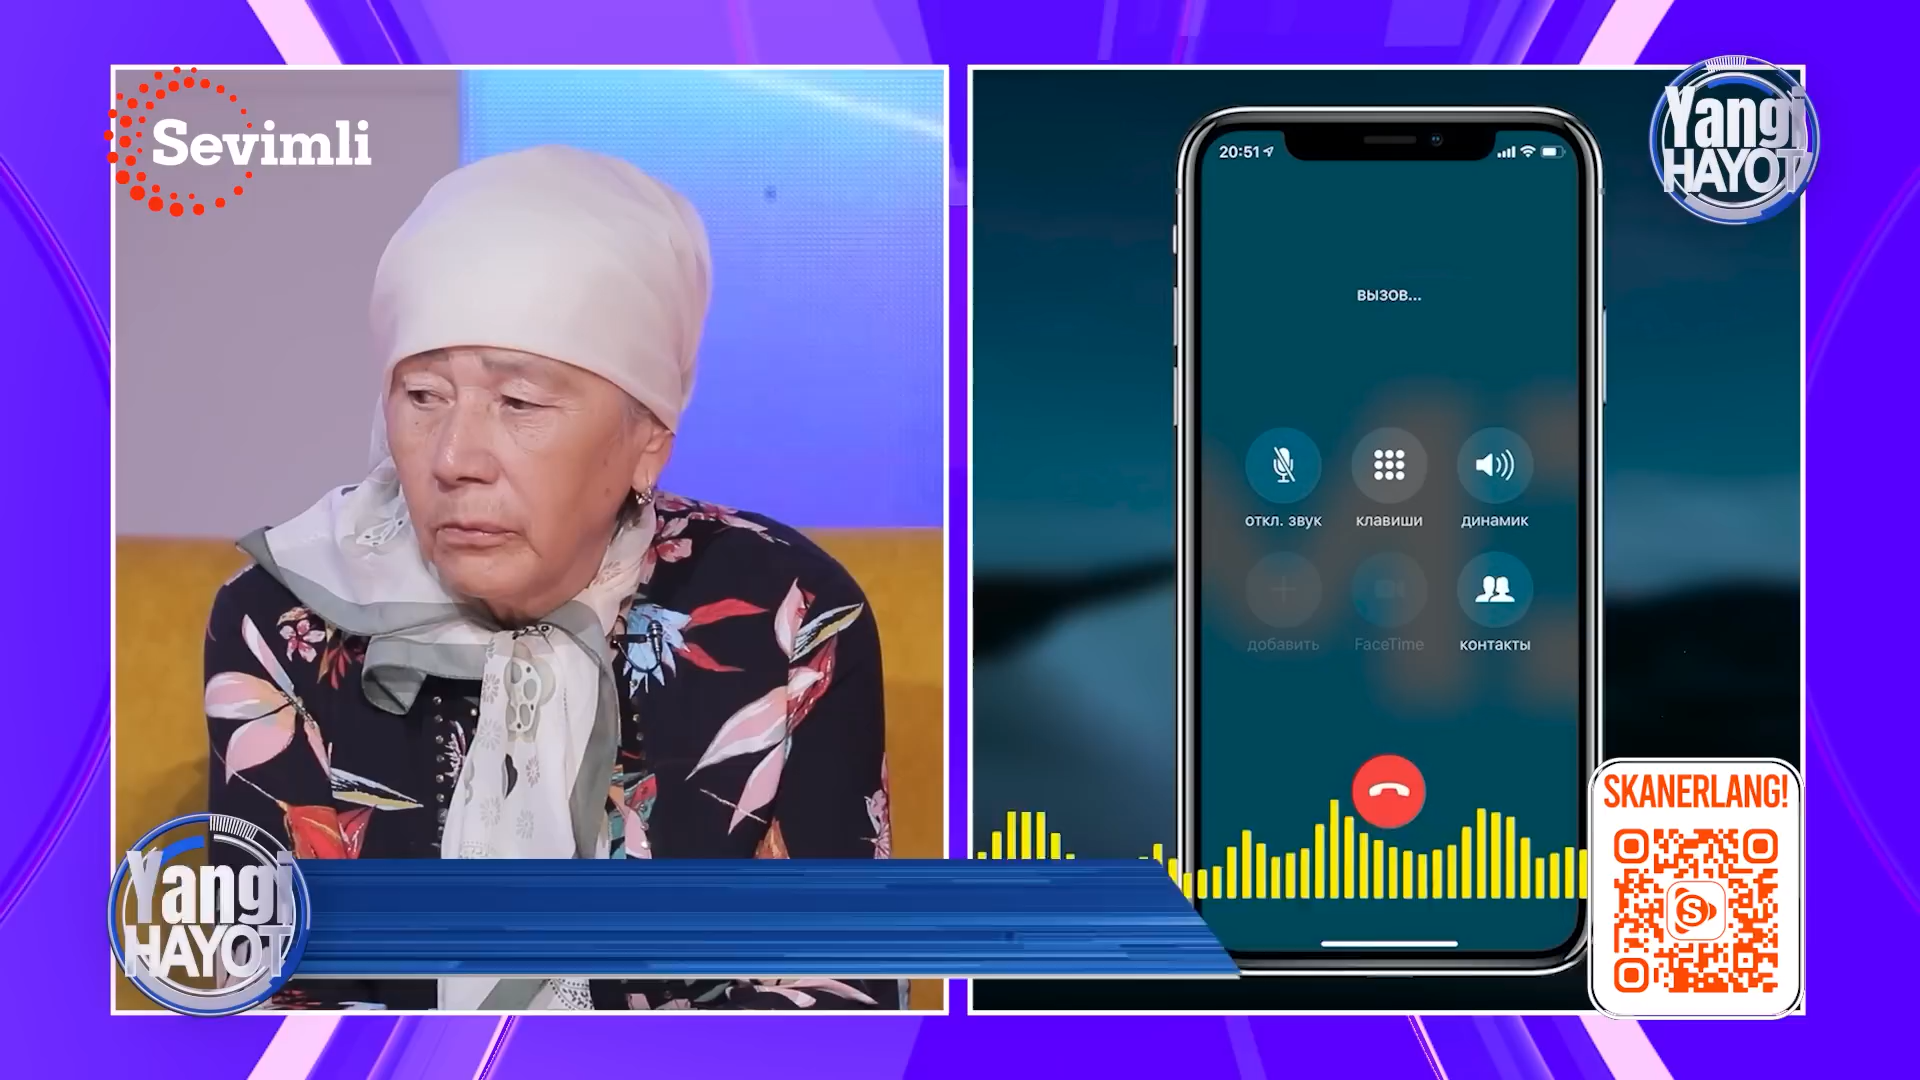 Sevimli
Yangi
HAYOT
20:51
вызов...
откл. звук
клавиши
динамик
добавить
FaceTime
контакты
SKANERLANG!
S
Yangi
HAYOT